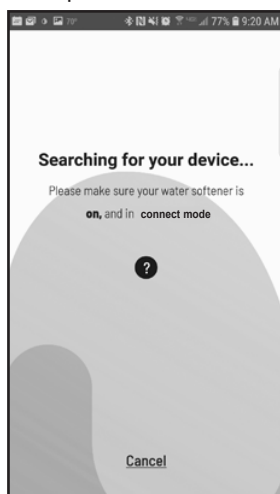 70° 77% 9:20 AM
Searching for your device...
Please make sure your water softener is
on, and in connect mode
?
Cancel